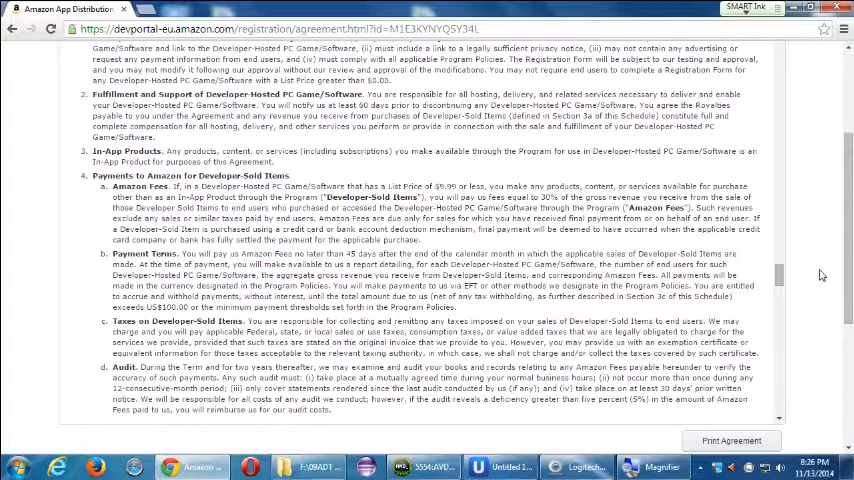 Amazon App Distribution
SMART Ink
https://devportal-eu.amazon.com/registration/agreement.html?id=M1E3KYNYQSY34L
Game/Software and link to the Developer-Hosted PC Game/Software, (ii) must include a link to a legally sufficient privacy notice, (iii) may not contain any advertising or
request any payment information from end users, and (iv) must comply with all applicable Program Policies. The Registration Form will be subject to our testing and approval,
and you may not modify it following our approval without our review and approval of the modifications. You may not require end users to complete a Registration Form for
any Developer-Hosted PC Game/Software with a List Price greater than $0.00.
2. Fulfillment and Support of Developer-Hosted PC Game/Software. You are responsible for all hosting, delivery, and related services necessary to deliver and enable
your Developer-Hosted PC Game/Software. You will notify us at least 60 days prior to discontinuing any Developer-Hosted PC Game/Software. You agree the Royalties
payable to you under the Agreement and any revenue you receive from purchases of Developer-Sold Items (defined in Section 3a of this Schedule) constitute full and
complete compensation for all hosting, delivery, and other services you perform or provide in connection with the sale and fulfillment of your Developer-Hosted PC
Game/Software.
3. In-App Products. Any products, content, or services (including subscriptions) you make available through the Program for use in Developer-Hosted PC Game/Software is an
In-App Product for purposes of this Agreement.
4. Payments to Amazon for Developer-Sold Items
a. Amazon Fees. If, in a Developer-Hosted PC Game/Software that has a List Price of $9.99 or less, you make any products, content, or services available for purchase
other than as an In-App Product through the Program ("Developer-Sold Items"), you will pay us fees equal to 30% of the gross revenue you receive from the sale of
those Developer-Sold Items to end users who purchased or accessed the Developer-Hosted PC Game/Software through the Program ("Amazon Fees"). Such revenues
exclude any sales or similar taxes paid by end users. Amazon Fees are due only for sales for which you have received final payment from or on behalf of an end user. If
a Developer-Sold Item is purchased using a credit card or bank account deduction mechanism, final payment will be deemed to have occurred when the applicable credit
card company or bank has fully settled the payment for the applicable purchase.
b. Payment Terms. You will pay us Amazon Fees no later than 45 days after the end of the calendar month in which the applicable sales of Developer-Sold Items are
made. At the time of payment, you will make available to us a report detailing, for each Developer-Hosted PC Game/Software, the number of end users for such
Developer-Hosted PC Game/Software, the aggregate gross revenue you receive from Developer-Sold Items, and corresponding Amazon Fees. All payments will be
made in the currency designated in the Program Policies. You will make payments to us via EFT or other methods we designate in the Program Policies. You are entitled
to accrue and withhold payments, without interest, until the total amount due to us (net of any tax withholding, as further described in Section 3c of this Schedule)
exceeds US$100.00 or the minimum payment thresholds set forth in the Program Policies.
c. Taxes on Developer-Sold Items. You are responsible for collecting and remitting any taxes imposed on your sales of Developer-Sold Items to end users. We may
charge and you will pay applicable Federal, state, or local sales or use taxes, consumption taxes, or value added taxes that we are legally obligated to charge for the
services we provide, provided that such taxes are stated on the original invoice that we provide to you. However, you may provide us with an exemption certificate or
equivalent information for those taxes acceptable to the relevant taxing authority, in which case, we shall not charge and/or collect the taxes covered by such certificate.
d. Audit. During the Term and for two years thereafter, we may examine and audit your books and records relating to any Amazon Fees payable hereunder to verify the
accuracy of such payments. Any such audit must: (i) take place at a mutually agreed time during your normal business hours; (ii) not occur more than once during any
12-consecutive-month period; (iii) only cover statements rendered since the last audit conducted by us (if any); and (iv) take place on at least 30 days' prior written
notice. We will be responsible for all costs of any audit we conduct; however, if the audit reveals a deficiency greater than five percent (5%) in the amount of Amazon
Fees paid to us, you will reimburse us for our audit costs.
Print Agreement
Amazon ...
F:\09ADT ...
5554:AVD...
Untitled 1...
Logitech...
Magnifier
8:26 PM
11/13/2014